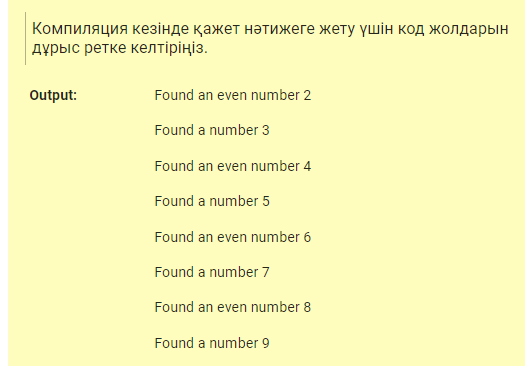 Компиляция кезінде қажет нәтижеге жету үшін код жолдарын
дұрыс ретке келтіріңіз.
Output: Found an even number 2
Found a number 3
Found an even number 4
Found a number 5
Found an even number 6
Found a number 7
Found an even number 8
Found a number 9